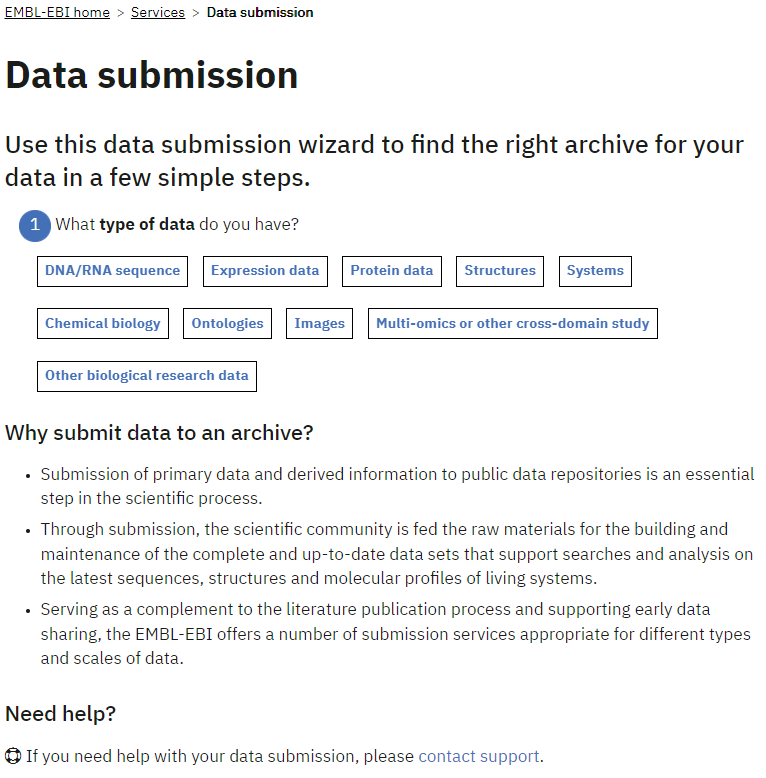 EMBL-EBI home > Services > Data submission
Data submission
Use this data submission wizard to find the right archive for your
data in a few simple steps.
1 What type of data do you have?
DNA/RNA sequence Expression data Protein data Structures Systems
Chemical biology Ontologies Images Multi-omics or other cross-domain study
Other biological research data
Why submit data to an archive?
• Submission of primary data and derived information to public data repositories is an essential
step in the scientific process.
• Through submission, the scientific community is fed the raw materials for the building and
maintenance of the complete and up-to-date data sets that support searches and analysis on
the latest sequences, structures and molecular profiles of living systems.
• Serving as a complement to the literature publication process and supporting early data
sharing, the EMBL-EBI offers a number of submission services appropriate for different types
and scales of data.
Need help?
If you need help with your data submission, please contact support.